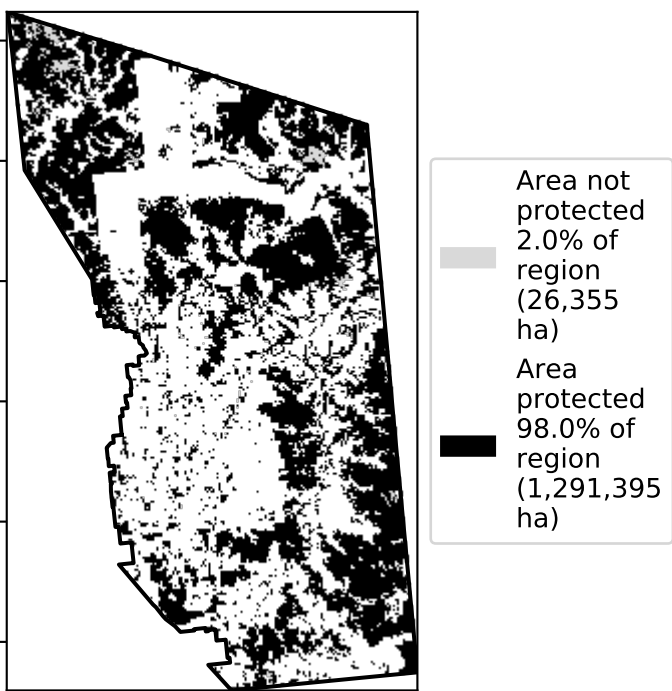 Area not
protected
2.0% of
region
(26,355
ha)
Area
protected
98.0% of
region
(1,291,395
ha)